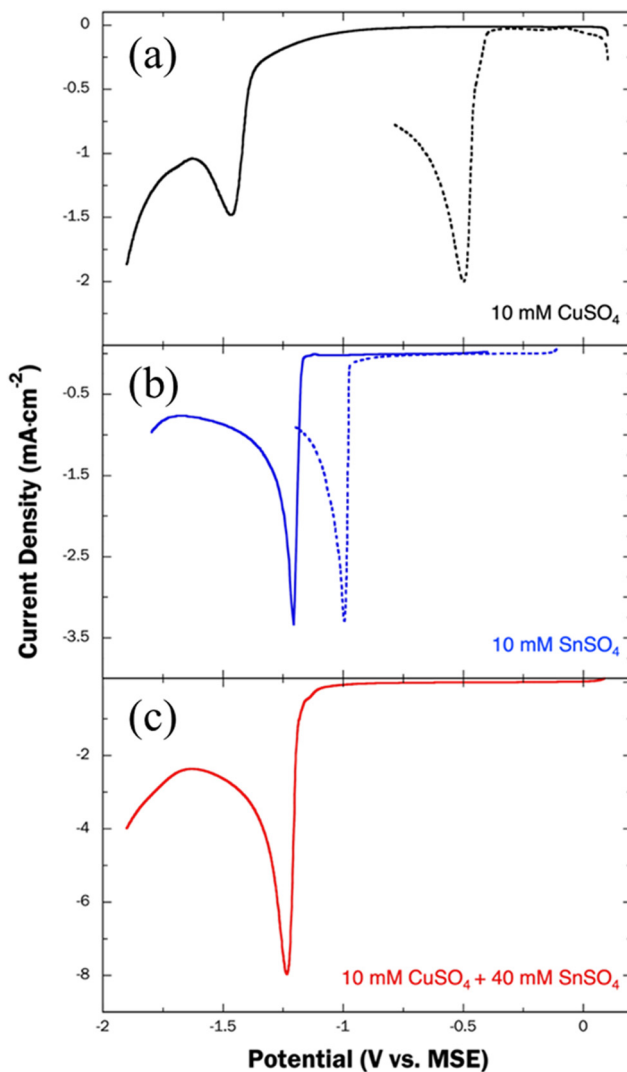 0
(a)
-0.5
-1
-1.5
-2
10 mM CuSO₄
(b)
-0.5
-1.5
-2.5
-3.5
10 mM SnSO₄
(c)
-2
-4
-6
-8
10 mM CuSO₄ + 40 mM SnSO₄
-2
-1.5
-1
-0.5
0
Current Density (mA·cm⁻²)
Potential (V vs. MSE)